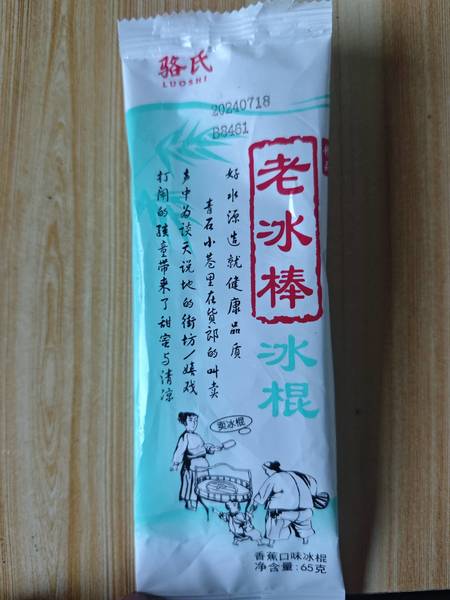 骆氏
LUOSHI
20240718
B8461
老冰棒
冰棍
好水源造就健康品质
青石小巷里在货郎的叫卖
声中为谈天说地的街坊/嬉戏
打闹的孩童带来了甜蜜与清凉
卖冰棍
香蕉口味冰棍
净含量:65克